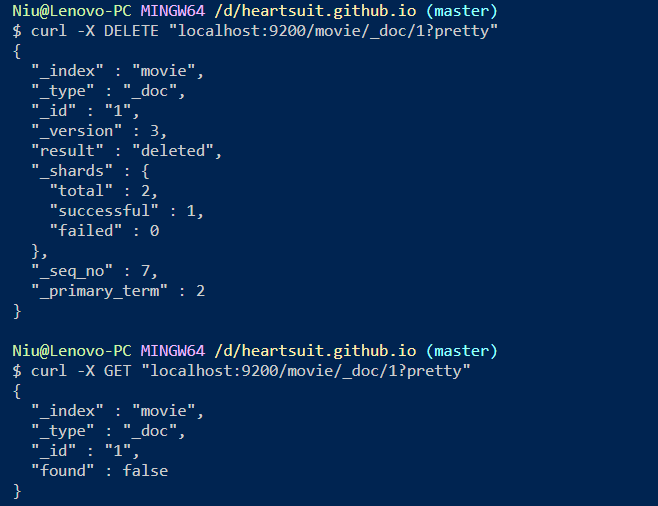 Niu@Lenovo-PC MINGW64 /d/heartsuit.github.io (master)
$ curl -X DELETE "localhost:9200/movie/_doc/1?pretty"
{
  "_index" : "movie",
  "_type" : "_doc",
  "_id" : "1",
  "_version" : 3,
  "result" : "deleted",
  "_shards" : {
    "total" : 2,
    "successful" : 1,
    "failed" : 0
  },
  "_seq_no" : 7,
  "_primary_term" : 2
}
Niu@Lenovo-PC MINGW64 /d/heartsuit.github.io (master)
$ curl -X GET "localhost:9200/movie/_doc/1?pretty"
{
  "_index" : "movie",
  "_type" : "_doc",
  "_id" : "1",
  "found" : false
}